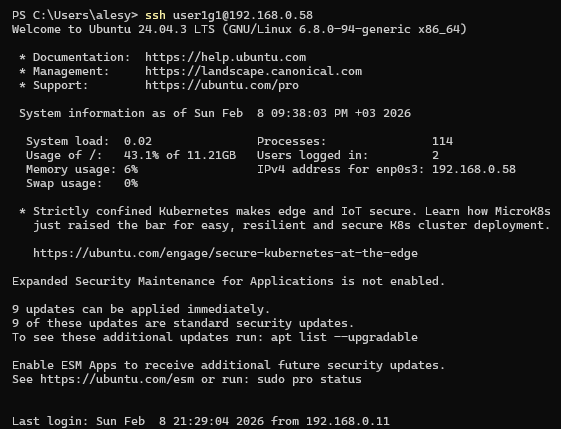 PS C:\Users\alesy> ssh user1g1@192.168.0.58
Welcome to Ubuntu 24.04.3 LTS (GNU/Linux 6.8.0-94-generic x86_64)
* Documentation:  https://help.ubuntu.com
* Management:     https://landscape.canonical.com
* Support:        https://ubuntu.com/pro
System information as of Sun Feb  8 09:38:03 PM +03 2026
System load:  0.02               Processes:               114
Usage of /:   43.1% of 11.21GB   Users logged in:         2
Memory usage: 6%                 IPv4 address for enp0s3: 192.168.0.58
Swap usage:   0%
* Strictly confined Kubernetes makes edge and IoT secure. Learn how MicroK8s
just raised the bar for easy, resilient and secure K8s cluster deployment.
https://ubuntu.com/engage/secure-kubernetes-at-the-edge
Expanded Security Maintenance for Applications is not enabled.
9 updates can be applied immediately.
9 of these updates are standard security updates.
To see these additional updates run: apt list --upgradable
Enable ESM Apps to receive additional future security updates.
See https://ubuntu.com/esm or run: sudo pro status
Last login: Sun Feb  8 21:29:04 2026 from 192.168.0.11